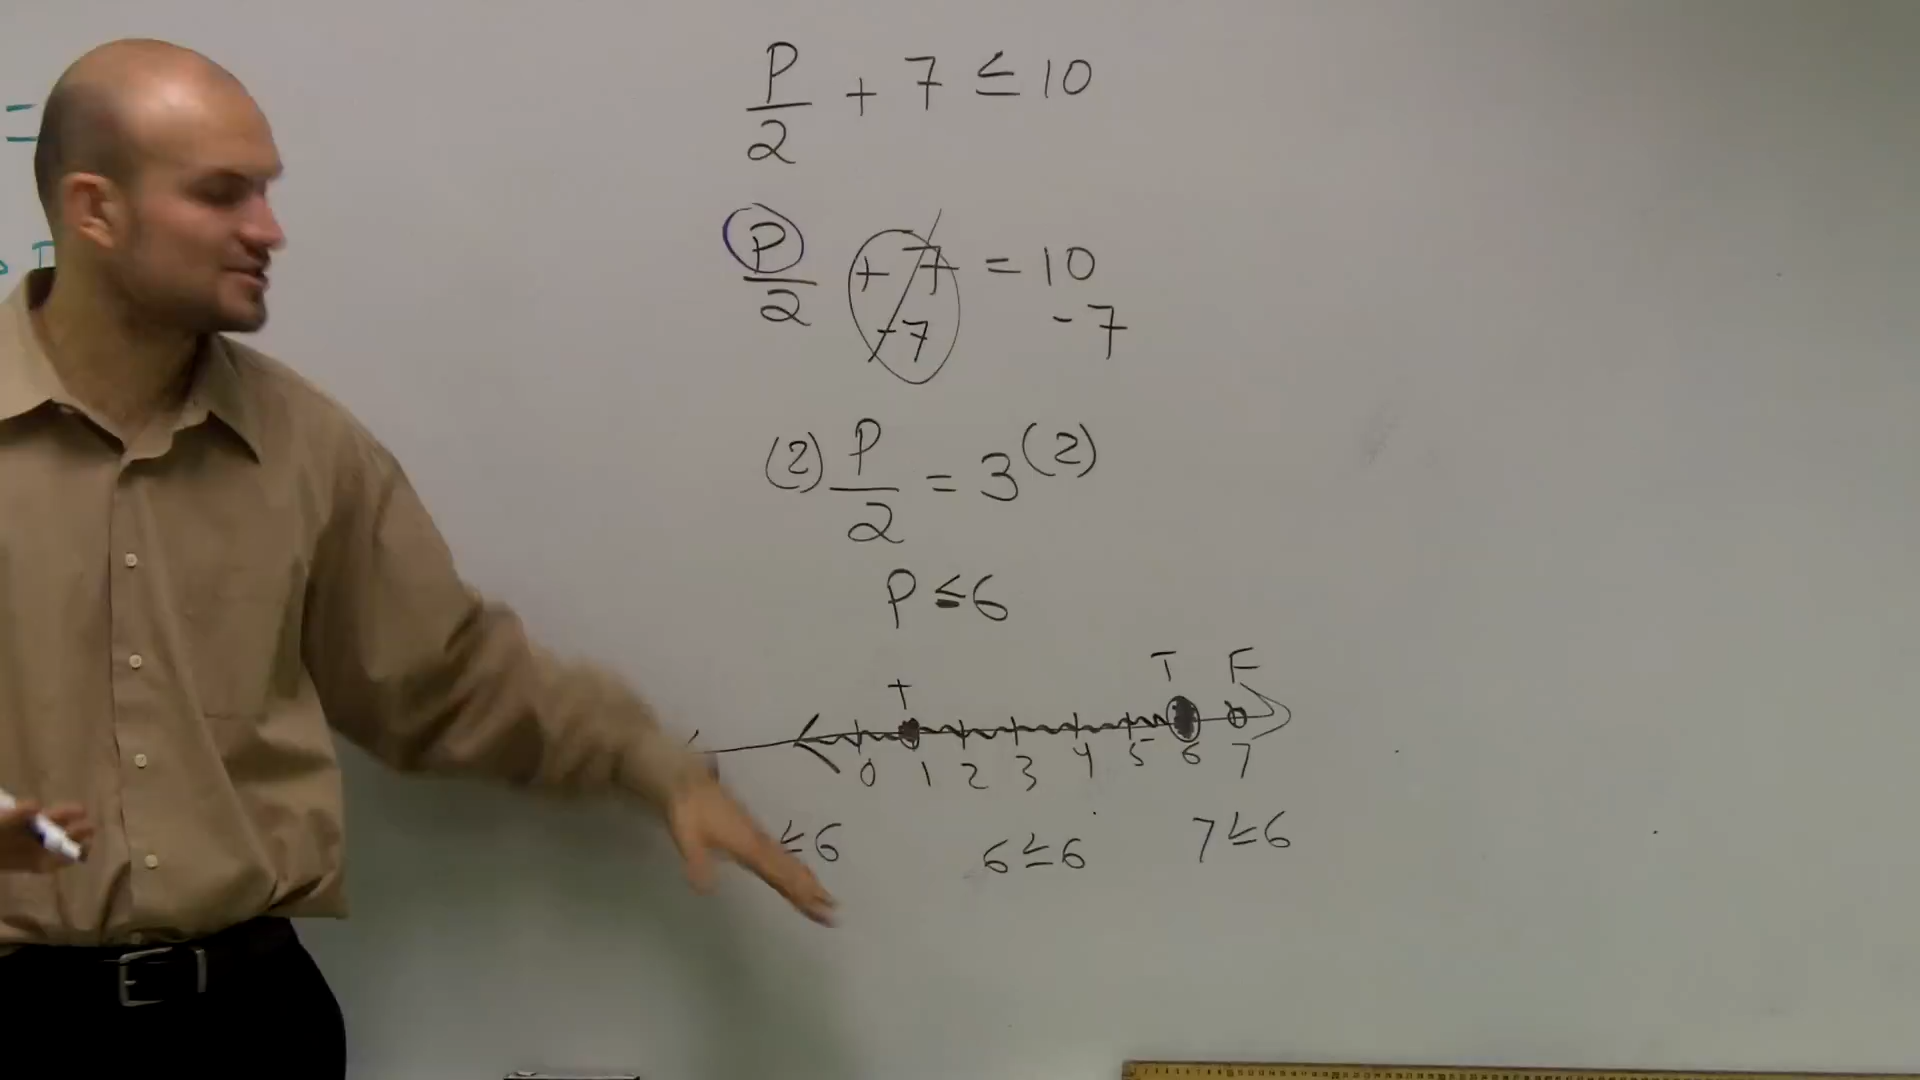 P/2 + 7 ≤ 10
P/2 + 7 = 10
-7 -7
(2) P/2 = 3 (2)
P ≤ 6
T T F
0 1 2 3 4 5 6 7
≤ 6 6 ≤ 6 7 ≤ 6